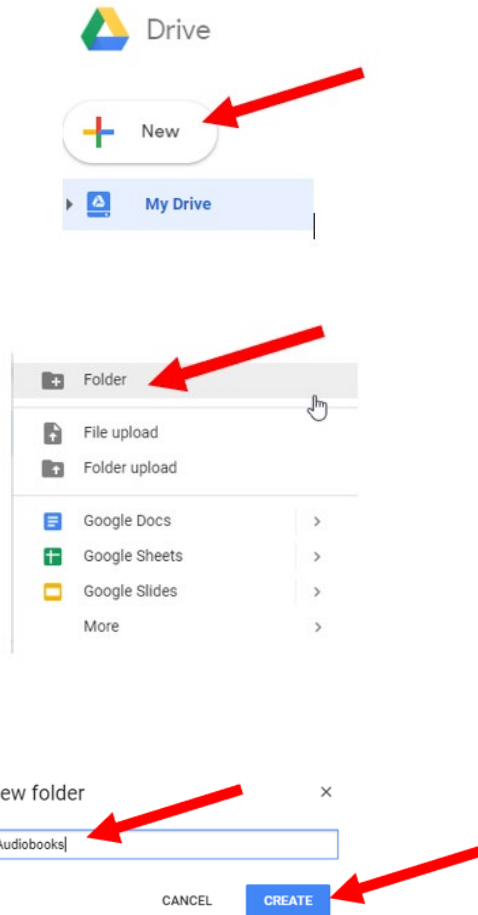 Drive
New
My Drive
Folder
File upload
Folder upload
Google Docs
Google Sheets
Google Slides
More
ew folder
Audiobooks
CANCEL CREATE